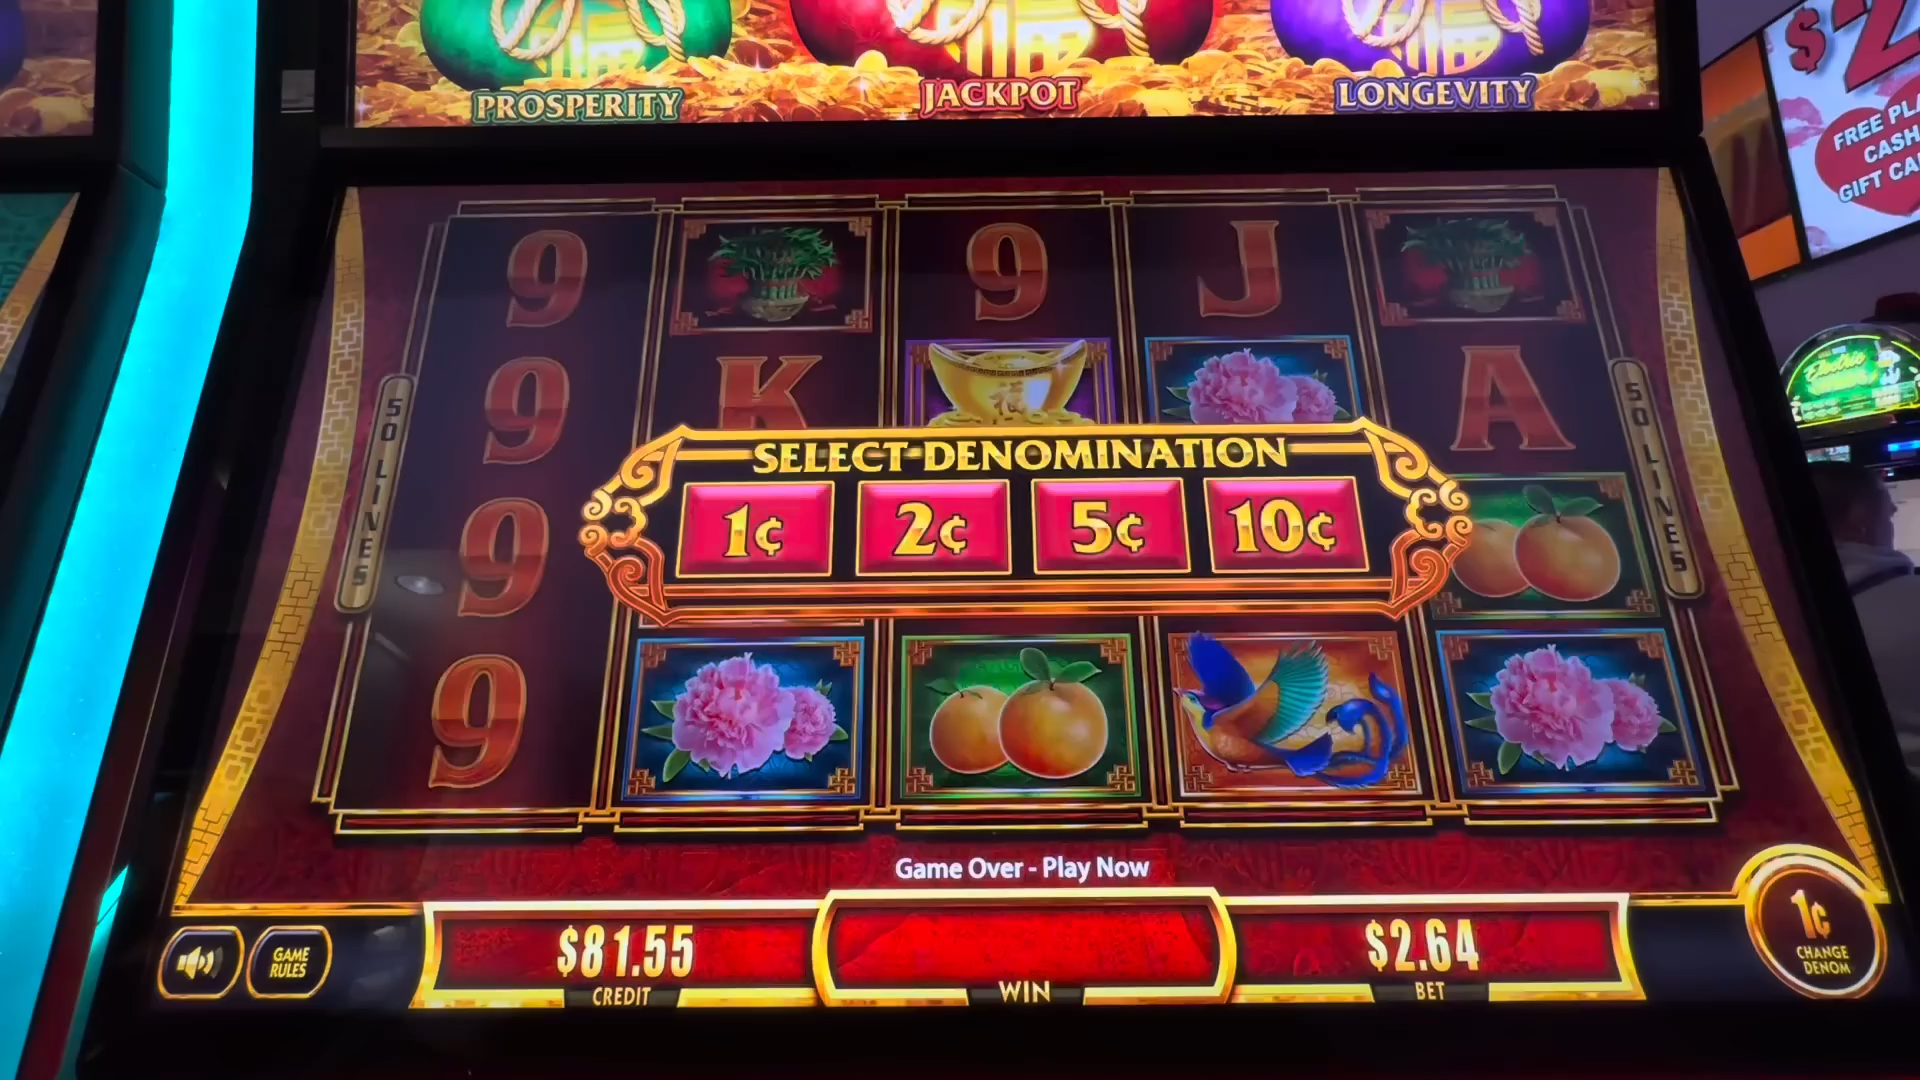 PROSPERITY
JACKPOT
LONGEVITY
$2
FREE PLA
CASH
GIFT CA
9
9
J
9
K
福
A
50 LINES
50 LINES
SELECT DENOMINATION
1¢
2¢
5¢
10¢
9
9
Game Over - Play Now
GAME
RULES
$81.55
CREDIT
WIN
$2.64
BET
1¢
CHANGE
DENOM